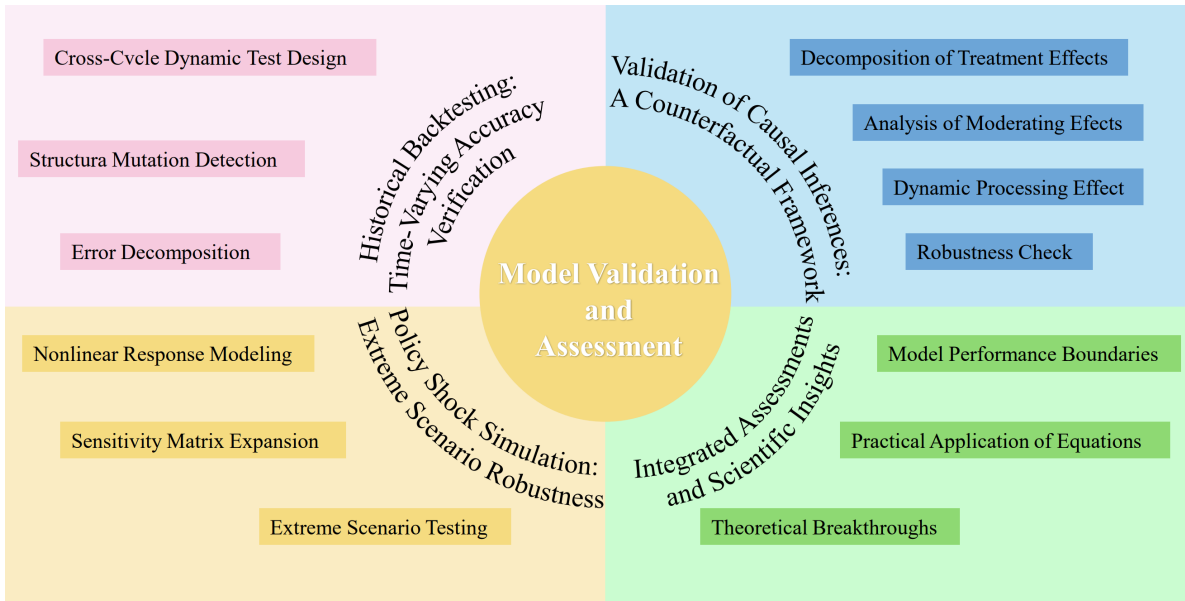 Cross-Cvcle Dynamic Test Design
Structura Mutation Detection
Error Decomposition
Historical Backtesting:
Time-Varying Accuracy
Verification
Validation of Causal Inferences:
A Counterfactual Framework
Decomposition of Treatment Effects
Analysis of Moderating Efects
Dynamic Processing Effect
Robustness Check
Model Validation
and
Assessment
Nonlinear Response Modeling
Sensitivity Matrix Expansion
Extreme Scenario Testing
Policy Shock Simulation:
Extreme Scenario Robustness
Integrated Assessments
and Scientific Insights
Model Performance Boundaries
Practical Application of Equations
Theoretical Breakthroughs